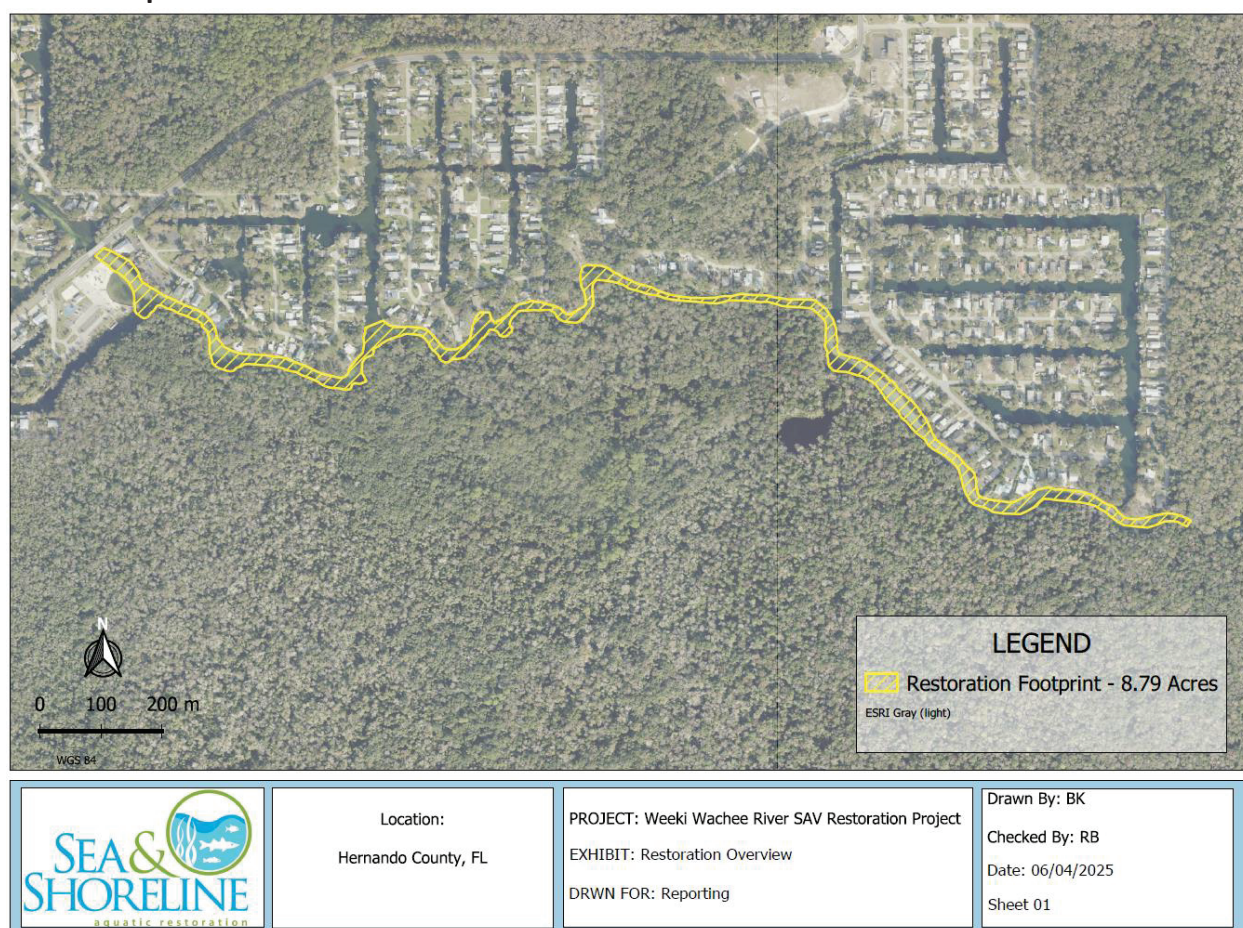 N
0 100 200 m
WGS 84
LEGEND
Restoration Footprint - 8.79 Acres
ESRI Gray (light)
SEA &
SHORELINE
aquatic restoration
Location:
Hernando County, FL
PROJECT: Weeki Wachee River SAV Restoration Project
EXHIBIT: Restoration Overview
DRWN FOR: Reporting
Drawn By: BK
Checked By: RB
Date: 06/04/2025
Sheet 01